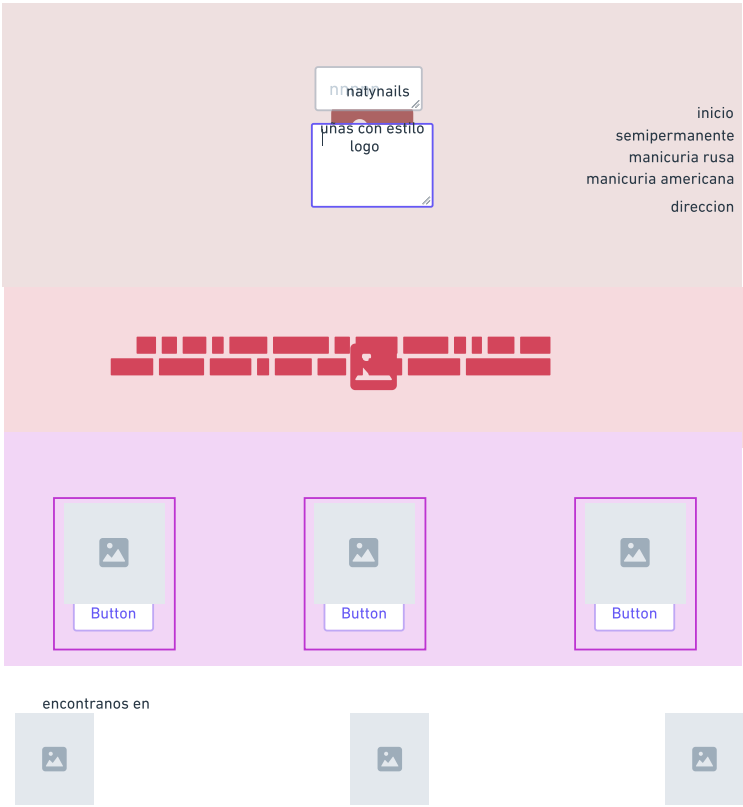 natynails
uñas con estilo
logo
inicio
semipermanente
manicuria rusa
manicuria americana
direccion
Button
Button
Button
encontranos en